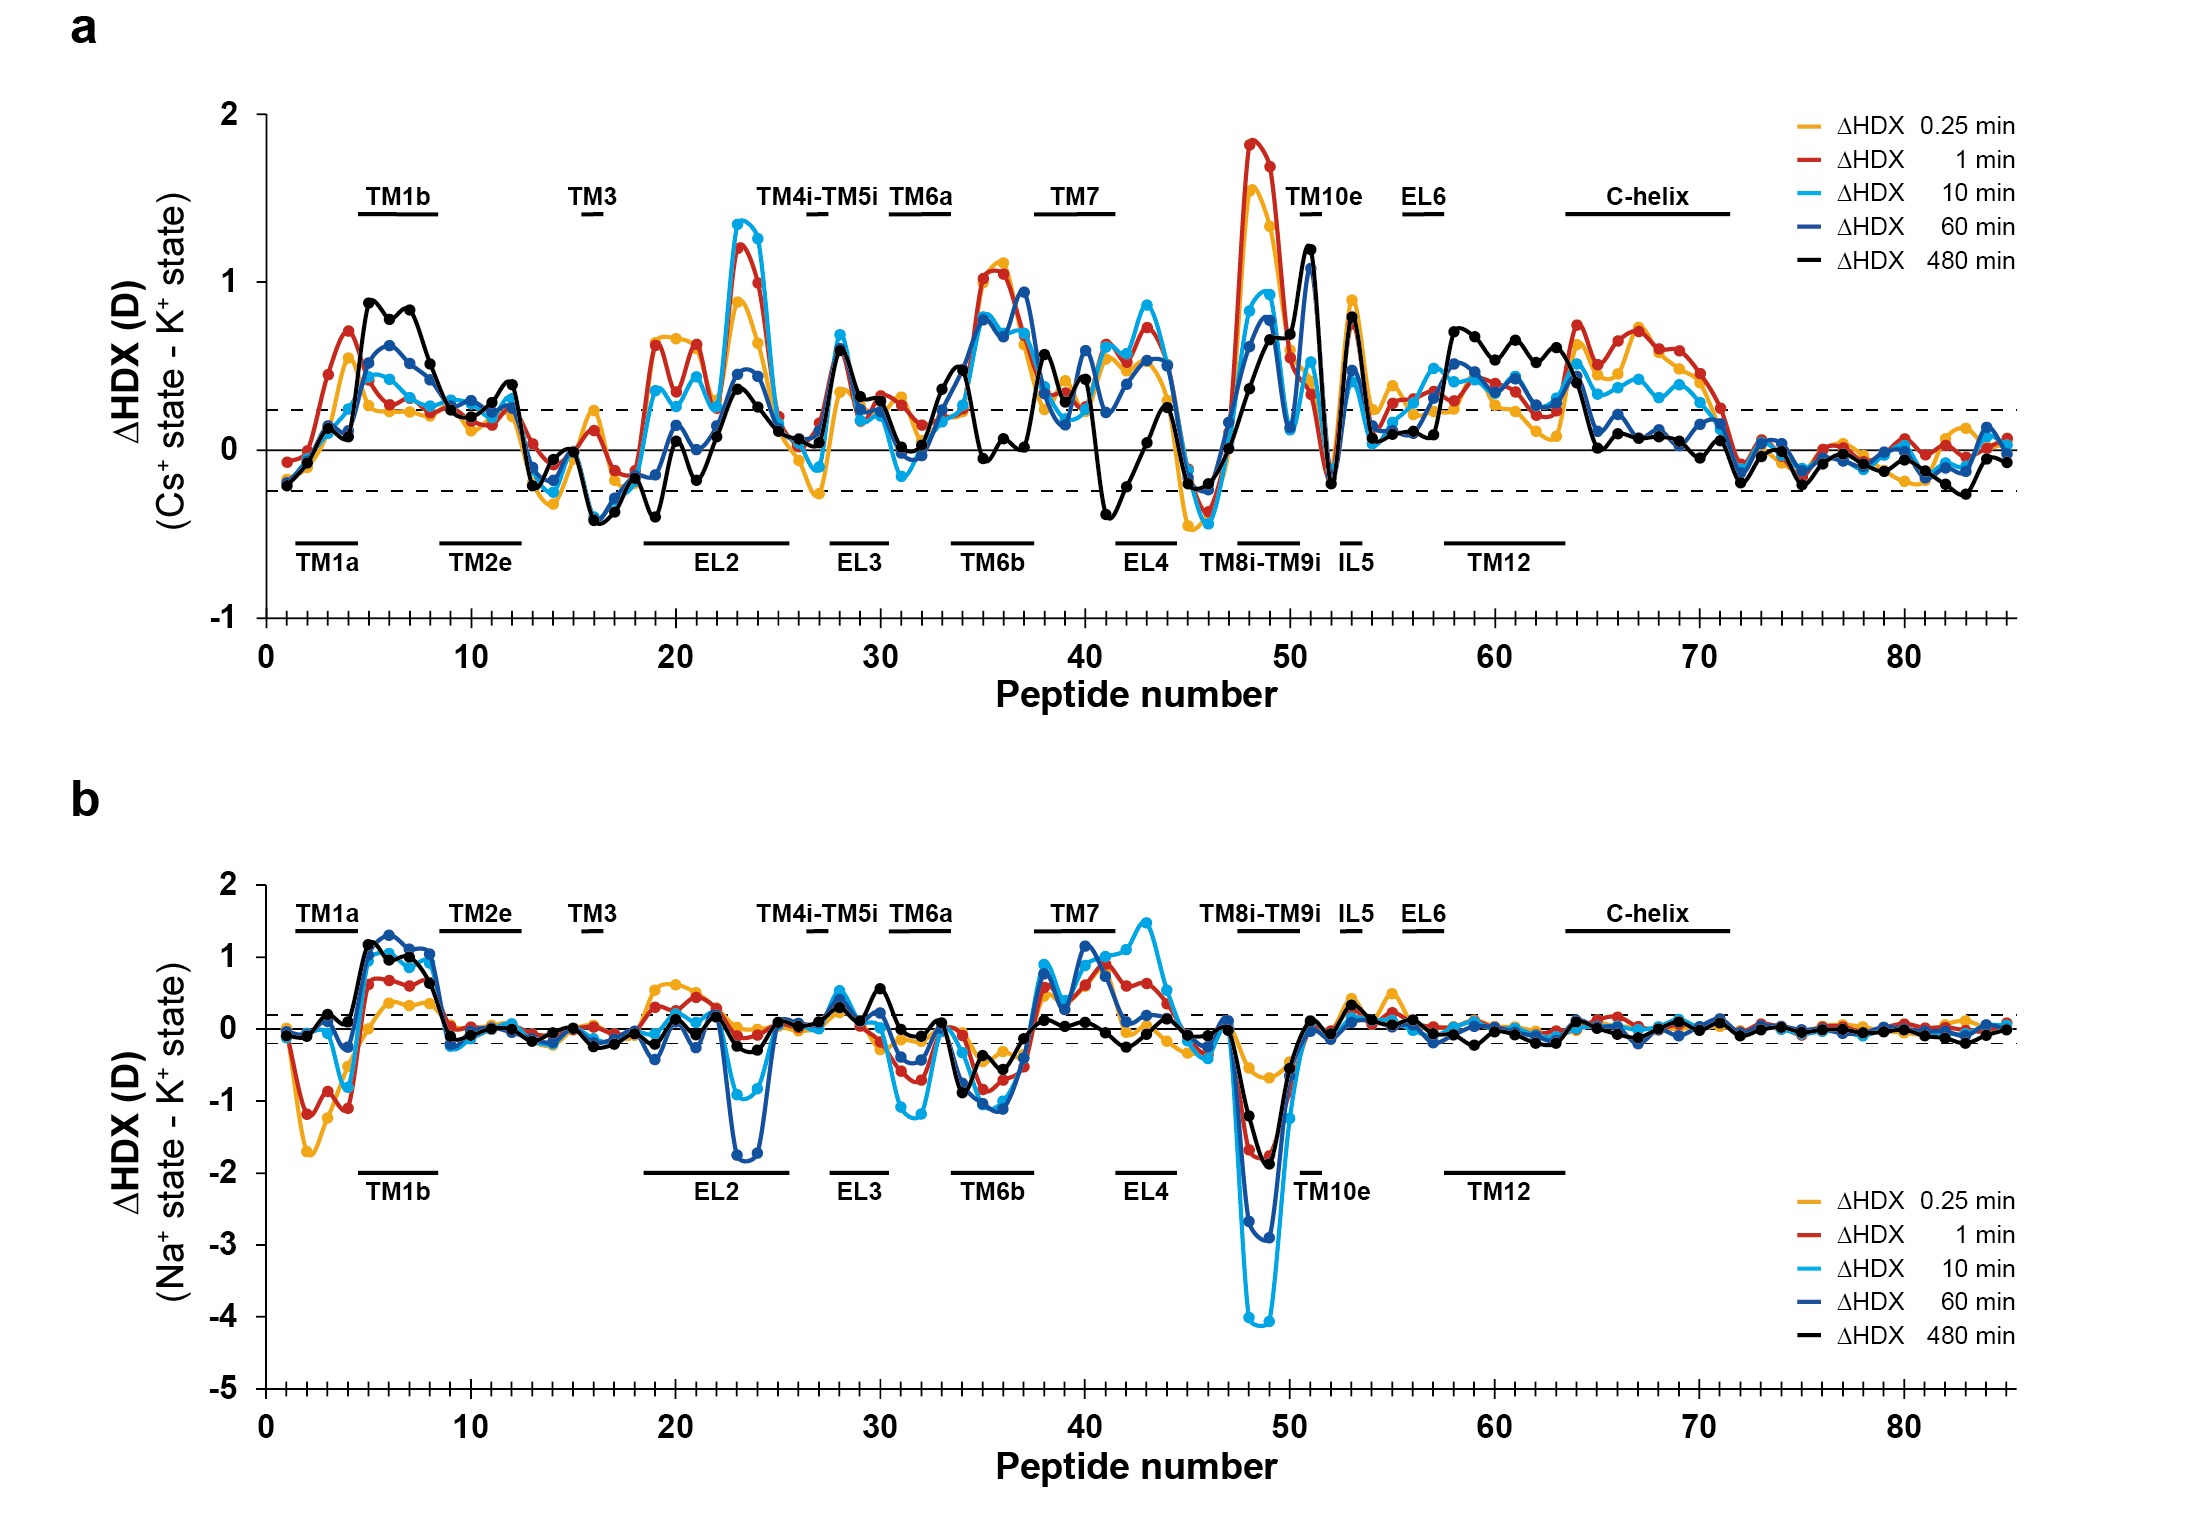 a
2
1
0
-1
ΔHDX (D)
(Cs⁺ state - K⁺ state)
TM1b
TM3
TM4i-TM5i
TM6a
TM7
TM10e
EL6
C-helix
ΔHDX 0.25 min
ΔHDX 1 min
ΔHDX 10 min
ΔHDX 60 min
ΔHDX 480 min
TM1a
TM2e
EL2
EL3
TM6b
EL4
TM8i-TM9i
IL5
TM12
0 10 20 30 40 50 60 70 80
Peptide number
b
2
1
0
-1
-2
-3
-4
-5
ΔHDX (D)
(Na⁺ state - K⁺ state)
TM1a
TM2e
TM3
TM4i-TM5i
TM6a
TM7
TM8i-TM9i
IL5
EL6
C-helix
TM1b
EL2
EL3
TM6b
EL4
TM10e
TM12
ΔHDX 0.25 min
ΔHDX 1 min
ΔHDX 10 min
ΔHDX 60 min
ΔHDX 480 min
0 10 20 30 40 50 60 70 80
Peptide number